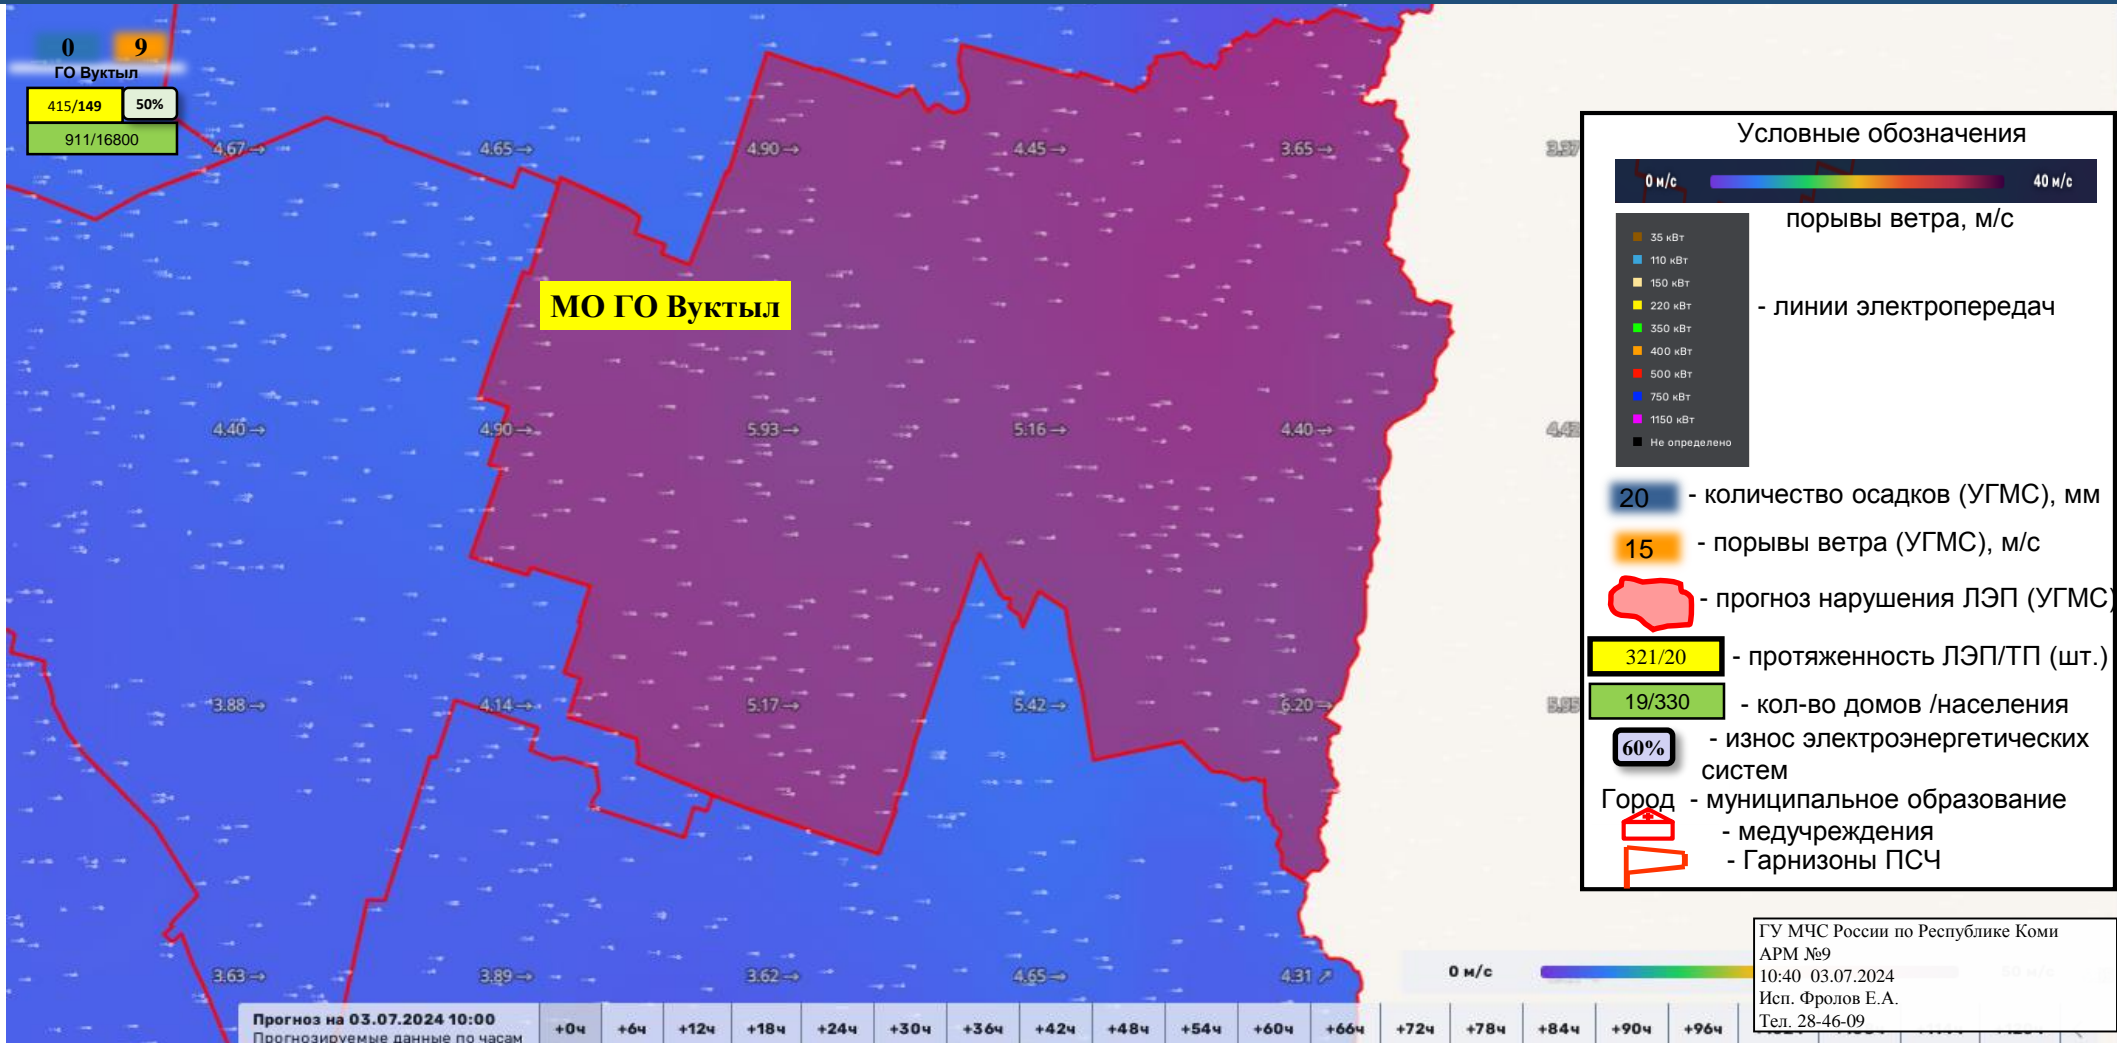 0 9
ГО Вуктыл
415/149 50%
911/16800
4.67→ 4.65→ 4.90→ 4.45→ 3.65→ 3.37
МО ГО Вуктыл
4.40→ 4.90→ 5.93→ 5.16→ 4.40→ 4.42
3.88→ 4.14→ 5.17→ 5.42→ 6.20→ 5.95
3.63→ 3.89→ 3.62→ 4.65→ 4.31↗
Условные обозначения
0 м/с 40 м/с
порывы ветра, м/с
35 кВт
110 кВт
150 кВт
220 кВт
350 кВт
400 кВт
500 кВт
750 кВт
1150 кВт
Не определено
- линии электропередач
20 - количество осадков (УГМС), мм
15 - порывы ветра (УГМС), м/с
- прогноз нарушения ЛЭП (УГМС)
321/20 - протяженность ЛЭП/ТП (шт.)
19/330 - кол-во домов /населения
60% - износ электроэнергетических
систем
Город - муниципальное образование
- медучреждения
- Гарнизоны ПСЧ
0 м/с
ГУ МЧС России по Республике Коми
АРМ №9
10:40 03.07.2024
Исп. Фролов Е.А.
Тел. 28-46-09
Прогноз на 03.07.2024 10:00
Прогнозируемые данные по часам
+0ч +6ч +12ч +18ч +24ч +30ч +36ч +42ч +48ч +54ч +60ч +66ч +72ч +78ч +84ч +90ч +96ч